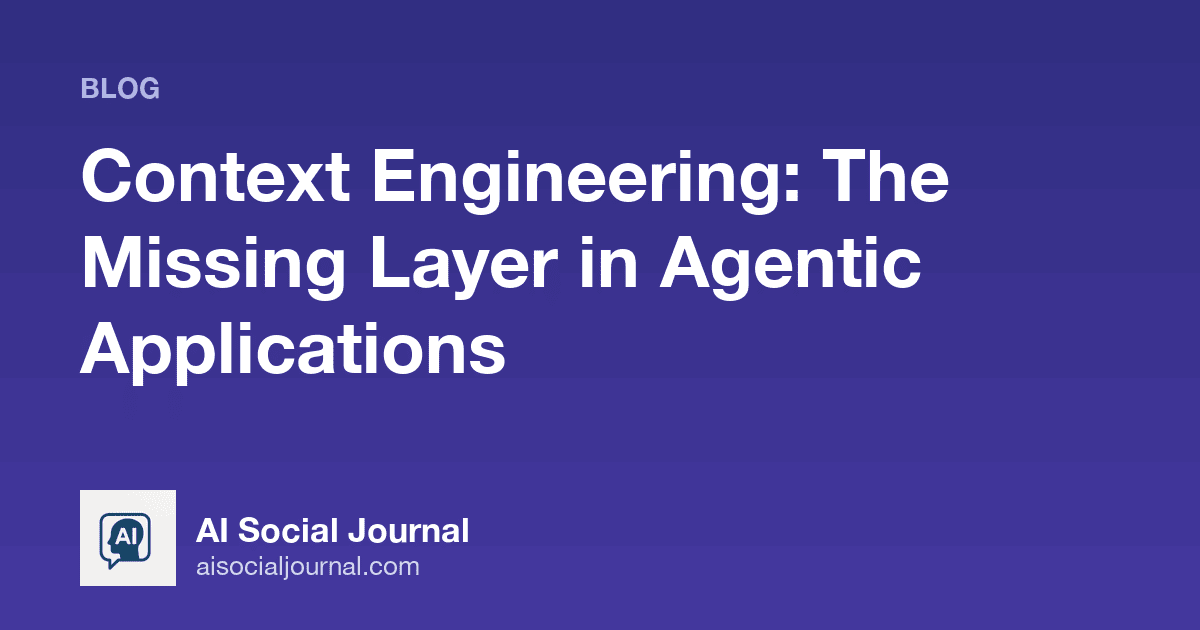 BLOG
Context Engineering: The
Missing Layer in Agentic
Applications
AI
AI Social Journal
aisocialjournal.com